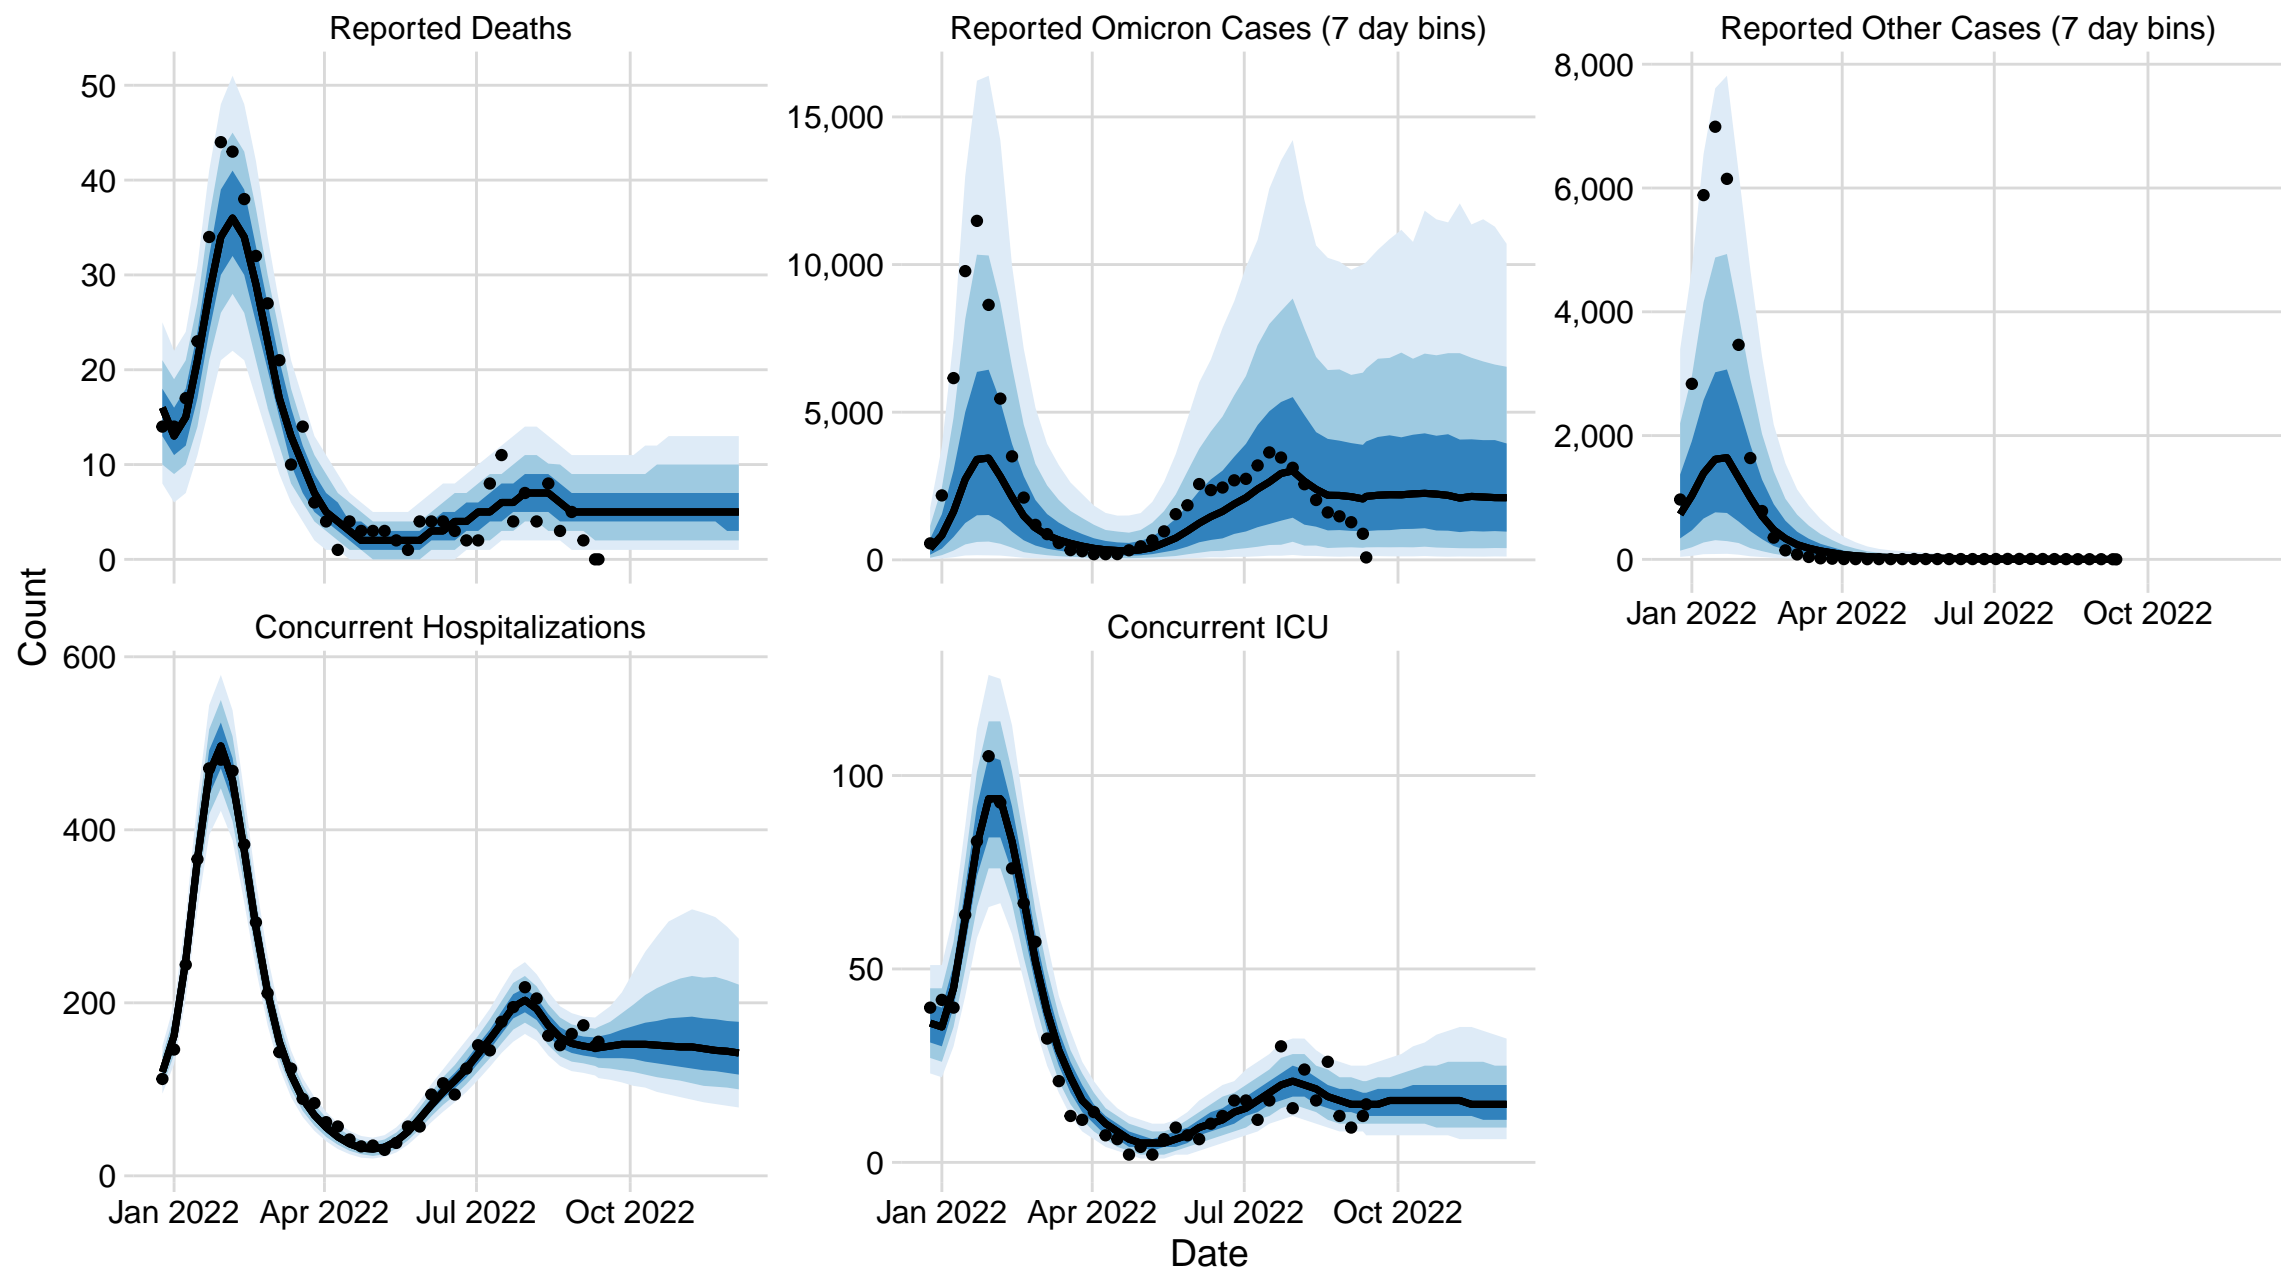 Reported Deaths
50
40
30
20
10
0
Reported Omicron Cases (7 day bins)
15,000
10,000
5,000
0
Reported Other Cases (7 day bins)
8,000
6,000
4,000
2,000
0
Jan 2022 Apr 2022 Jul 2022 Oct 2022
Count
Concurrent Hospitalizations
600
400
200
0
Jan 2022 Apr 2022 Jul 2022 Oct 2022
Concurrent ICU
100
50
0
Jan 2022 Apr 2022 Jul 2022 Oct 2022
Date